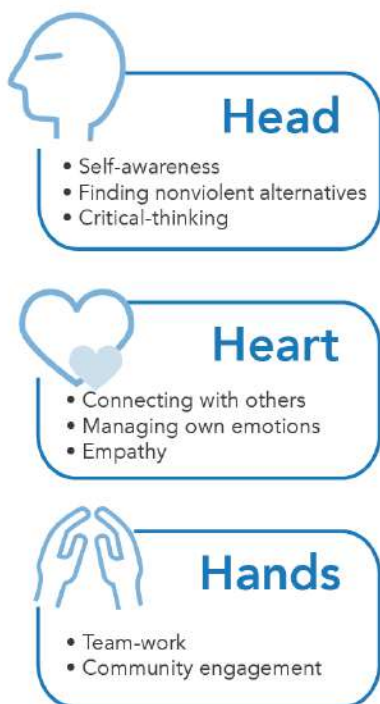 Head
• Self-awareness
• Finding nonviolent alternatives
• Critical-thinking
Heart
• Connecting with others
• Managing own emotions
• Empathy
Hands
• Team-work
• Community engagement